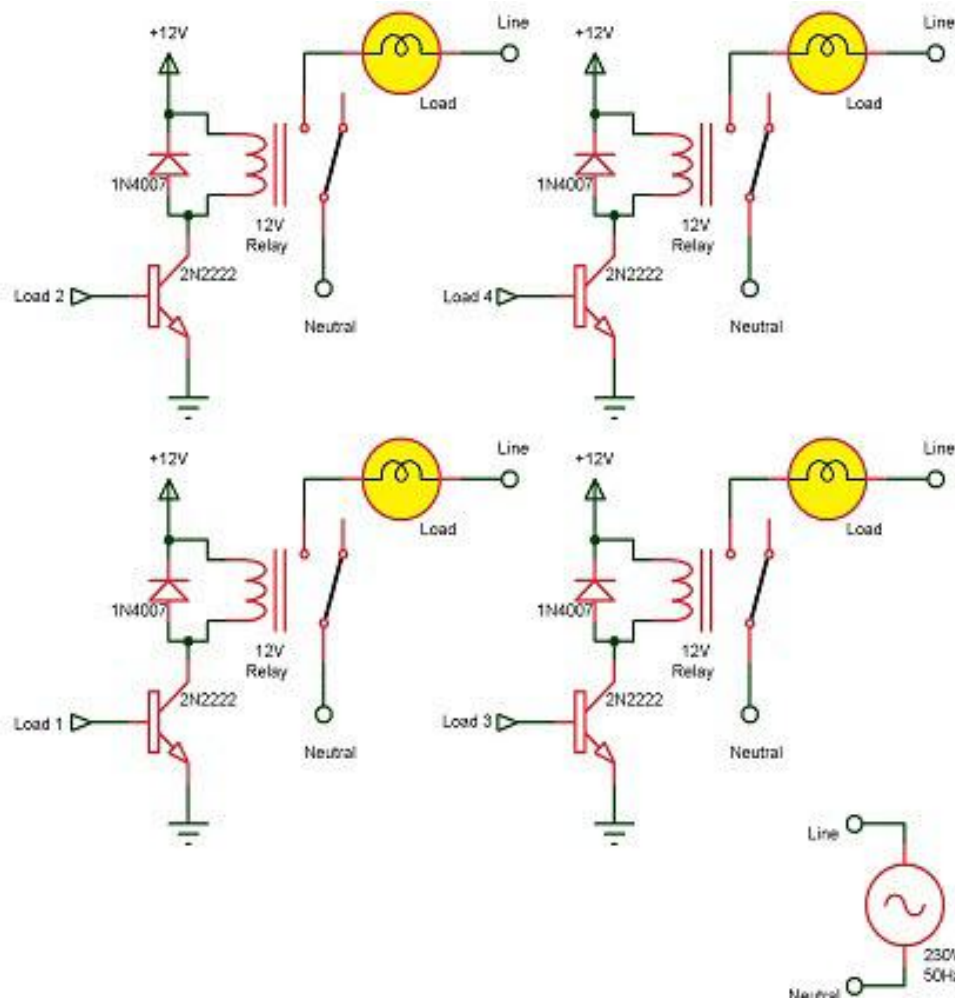 Line
+12V
Load
1N4007
12V
Relay
2N2222
Load 2
Neutral
Line
+12V
Load
1N4007
12V
Relay
2N2222
Load 4
Neutral
Line
+12V
Load
1N4007
12V
Relay
2N2222
Load 1
Neutral
Line
+12V
Load
1N4007
12V
Relay
2N2222
Load 3
Neutral
Line
230V
50Hz
Neutral